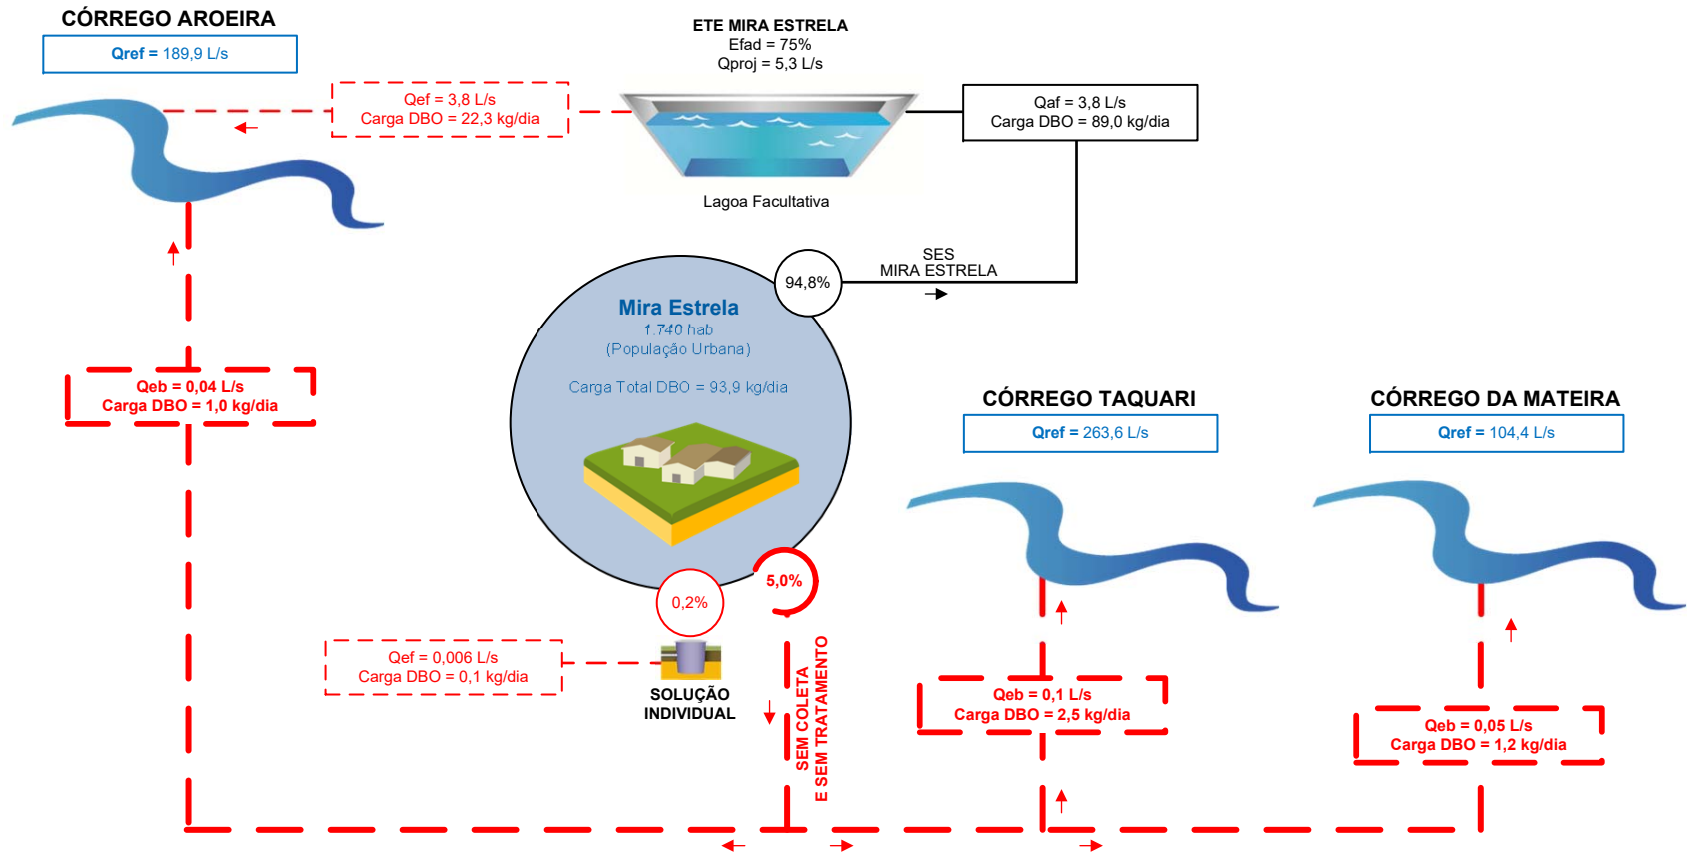 CÓRREGO AROEIRA
Qref = 189,9 L/s
ETE MIRA ESTRELA
Efad = 75%
Qproj = 5,3 L/s
Qef = 3,8 L/s
Carga DBO = 22,3 kg/dia
Qaf = 3,8 L/s
Carga DBO = 89,0 kg/dia
Lagoa Facultativa
94,8%
SES
MIRA ESTRELA
Mira Estrela
1.740 hab
(População Urbana)
Carga Total DBO = 93,9 kg/dia
Qeb = 0,04 L/s
Carga DBO = 1,0 kg/dia
CÓRREGO TAQUARI
Qref = 263,6 L/s
CÓRREGO DA MATEIRA
Qref = 104,4 L/s
5,0%
0,2%
Qef = 0,006 L/s
Carga DBO = 0,1 kg/dia
SOLUÇÃO
INDIVIDUAL
SEM COLETA
E SEM TRATAMENTO
Qeb = 0,1 L/s
Carga DBO = 2,5 kg/dia
Qeb = 0,05 L/s
Carga DBO = 1,2 kg/dia